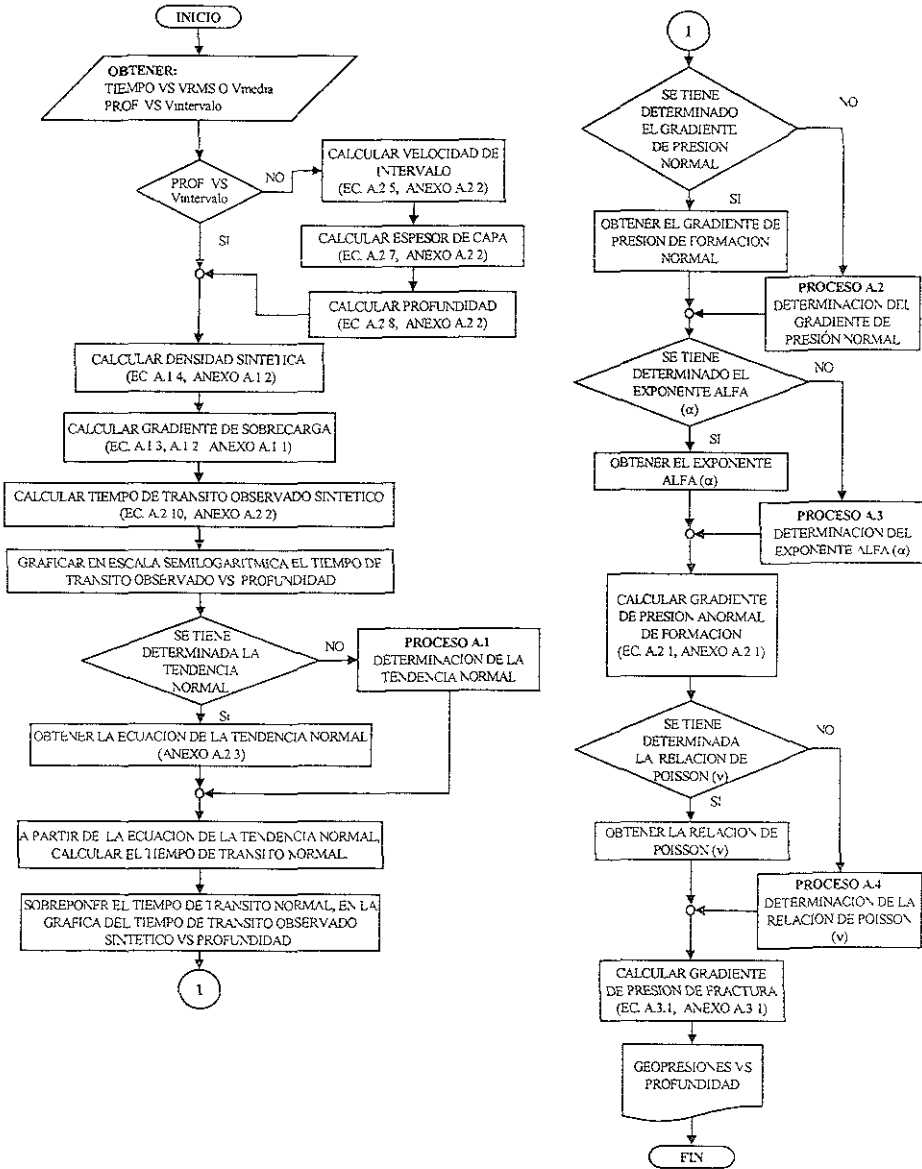 INICIO
OBTENER:
TIEMPO VS VRMS O Vmedia
PROF VS Vintervalo
PROF VS
Vintervalo
NO
SI
CALCULAR VELOCIDAD DE
INTERVALO
(EC. A.2 5, ANEXO A.2 2)
CALCULAR ESPESOR DE CAPA
(EC. A.2 7, ANEXO A.2 2)
CALCULAR PROFUNDIDAD
(EC A.2 8, ANEXO A.2 2)
CALCULAR DENSIDAD SINTETICA
(EC A.1 4, ANEXO A.1 2)
CALCULAR GRADIENTE DE SOBRECARGA
(EC. A.1 3, A.1 2 ANEXO A.1 1)
CALCULAR TIEMPO DE TRANSITO OBSERVADO SINTETICO
(EC. A.2 10, ANEXO A.2 2)
GRAFICAR EN ESCALA SEMILOGARITMICA EL TIEMPO DE
TRANSITO OBSERVADO VS PROFUNDIDAD
SE TIENE
DETERMINADA LA
TENDENCIA
NORMAL
NO
SI
PROCESO A.1
DETERMINACION DE LA
TENDENCIA NORMAL
OBTENER LA ECUACION DE LA TENDENCIA NORMAL
(ANEXO A.2 3)
A PARTIR DE LA ECUACION DE LA TENDENCIA NORMAL,
CALCULAR EL TIEMPO DE TRANSITO NORMAL
SOBREPONER EL TIEMPO DE TRANSITO NORMAL, EN LA
GRAFICA DEL TIEMPO DE TRANSITO OBSERVADO
SINTETICO VS PROFUNDIDAD
1
1
SE TIENE
DETERMINADO
EL GRADIENTE
DE PRESION
NORMAL
NO
SI
OBTENER EL GRADIENTE DE
PRESION DE FORMACION
NORMAL
PROCESO A.2
DETERMINACION DEL
GRADIENTE DE
PRESIÓN NORMAL
SE TIENE
DETERMINADO EL
EXPONENTE ALFA
(α)
NO
SI
OBTENER EL EXPONENTE
ALFA (α)
PROCESO A.3
DETERMINACION DEL
EXPONENTE ALFA (α)
CALCULAR GRADIENTE
DE PRESION ANORMAL
DE FORMACION
(EC. A.2 1, ANEXO A.2 1)
SE TIENE
DETERMINADA
LA RELACION DE
POISSON (ν)
NO
SI
OBTENER LA RELACION DE
POISSON (ν)
PROCESO A.4
DETERMINACION DE LA
RELACION DE POISSON
(ν)
CALCULAR GRADIENTE
DE PRESION DE FRACTURA
(EC. A.3.1, ANEXO A.3 1)
GEOPRESIONES VS
PROFUNDIDAD
FIN